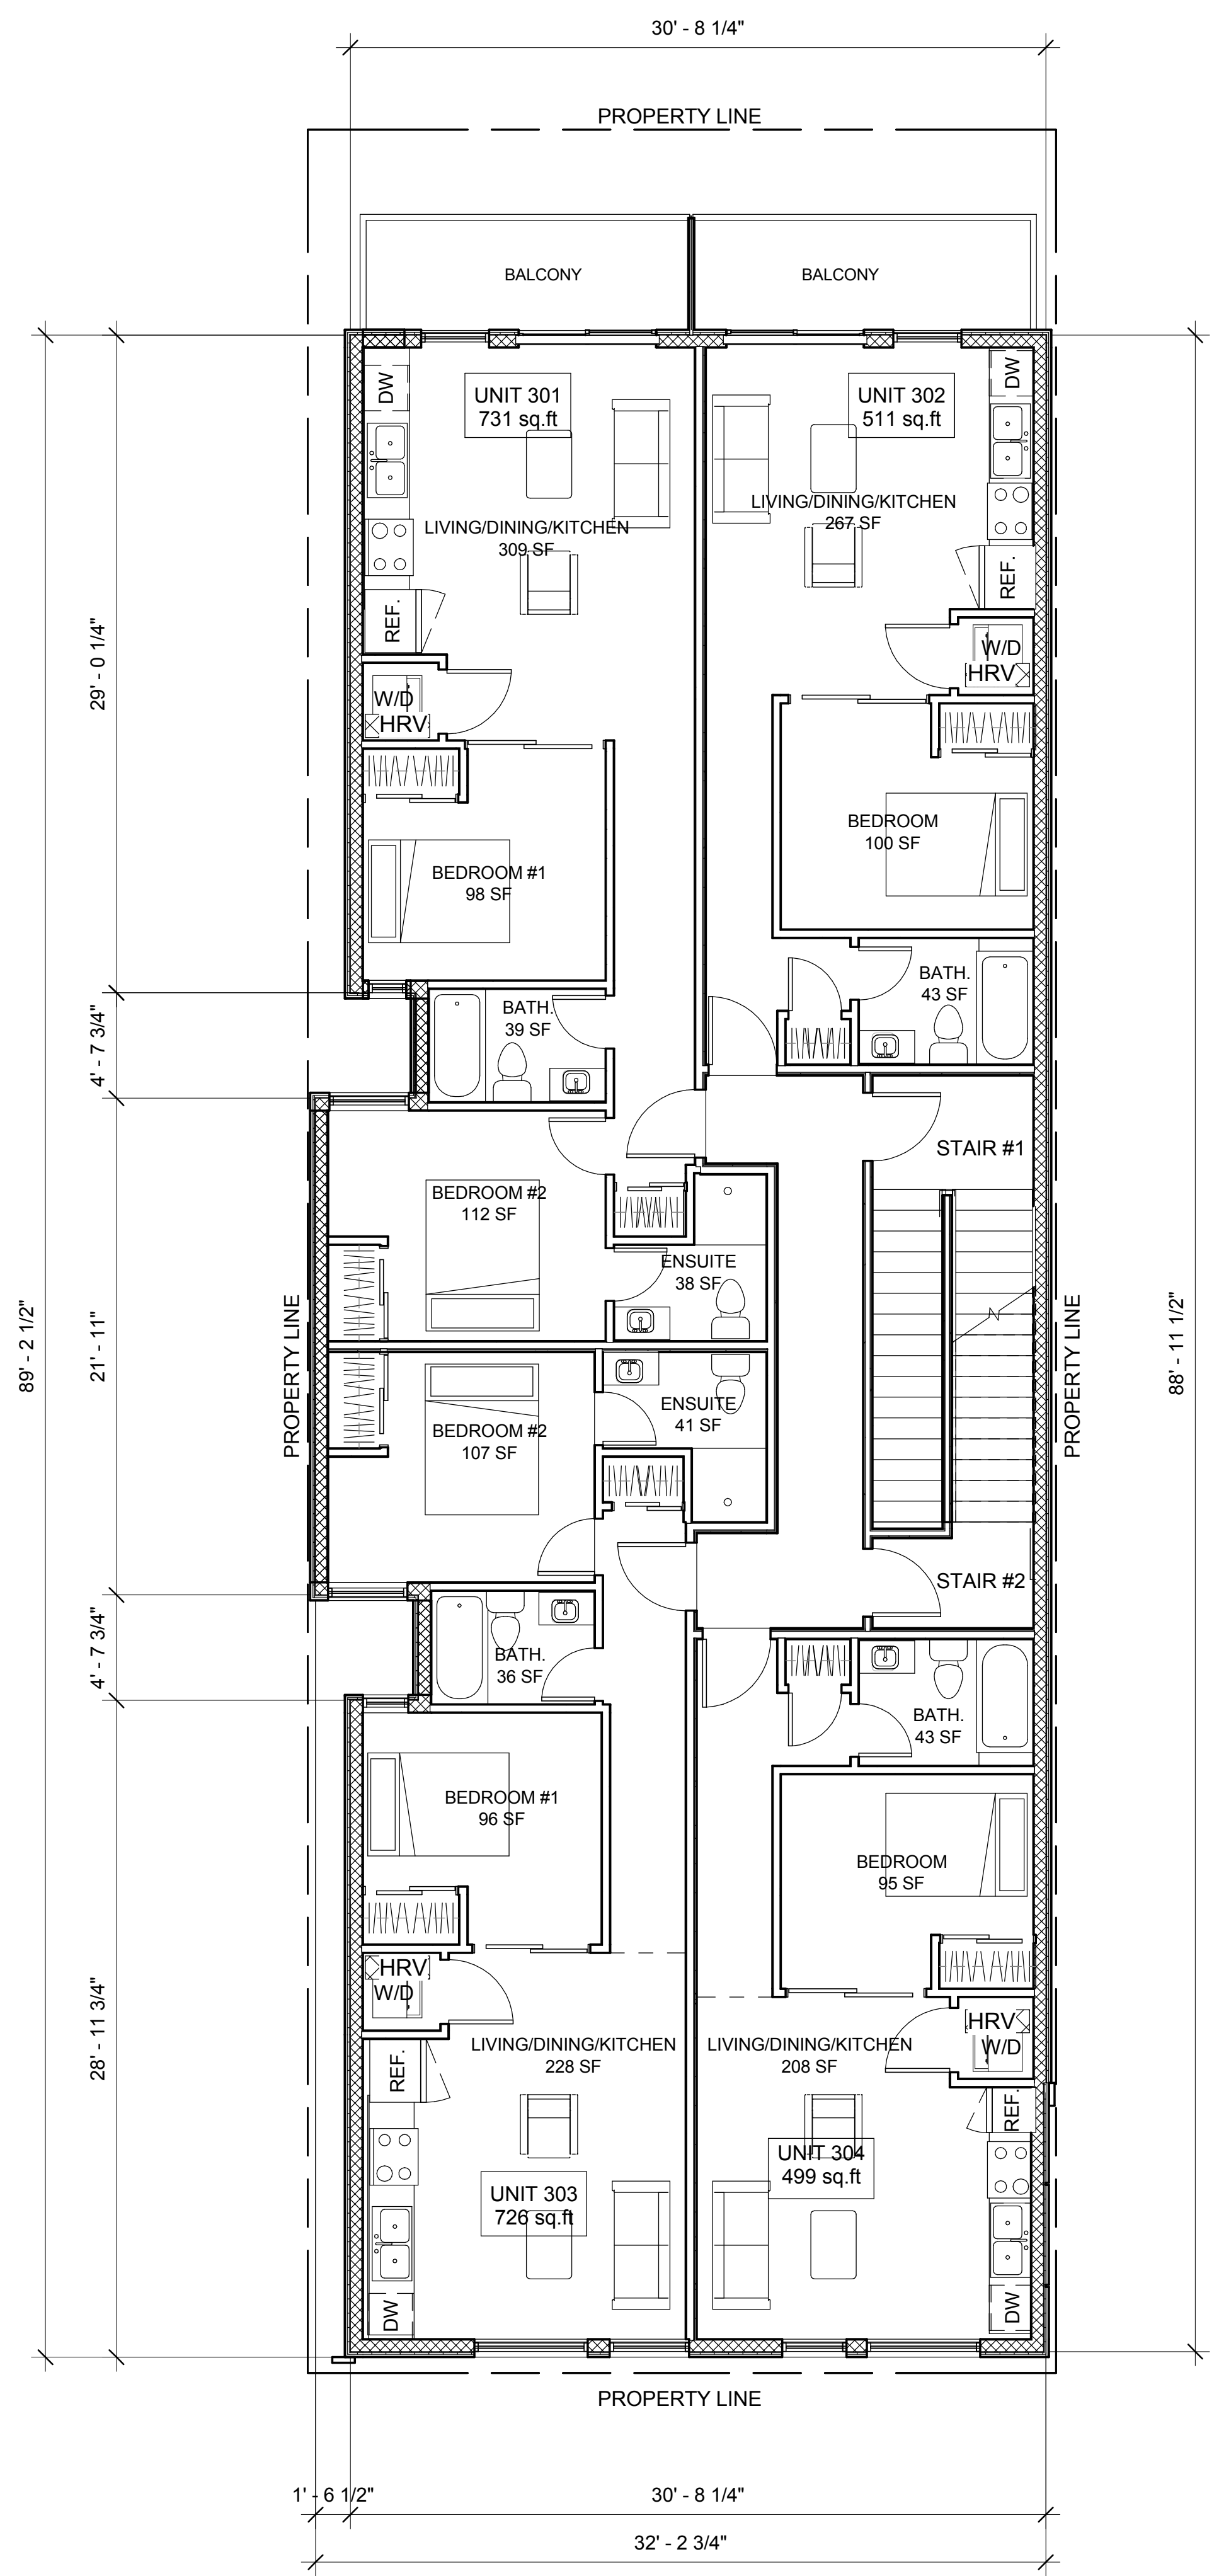 30' - 8 1/4"
PROPERTY LINE
BALCONY
BALCONY
DW
UNIT 301
731 sq.ft
UNIT 302
511 sq.ft
DW
LIVING/DINING/KITCHEN
309 SF
LIVING/DINING/KITCHEN
267 SF
REF.
REF.
29' - 0 1/4"
W/D
HRV
W/D
HRV
BEDROOM #1
98 SF
BEDROOM
100 SF
BATH.
39 SF
BATH.
43 SF
4' - 7 3/4"
STAIR #1
BEDROOM #2
112 SF
ENSUITE
38 SF
89' - 2 1/2"
21' - 11"
PROPERTY LINE
N
PROPERTY LINE
88' - 11 1/2"
BEDROOM #2
107 SF
ENSUITE
41 SF
STAIR #2
4' - 7 3/4"
BATH.
36 SF
BATH.
43 SF
BEDROOM #1
96 SF
BEDROOM
95 SF
28' - 11 3/4"
HRV
W/D
HRV
W/D
LIVING/DINING/KITCHEN
228 SF
LIVING/DINING/KITCHEN
208 SF
REF.
REF.
UNIT 303
726 sq.ft
UNIT 304
499 sq.ft
DW
DW
PROPERTY LINE
1' - 6 1/2"
30' - 8 1/4"
32' - 2 3/4"